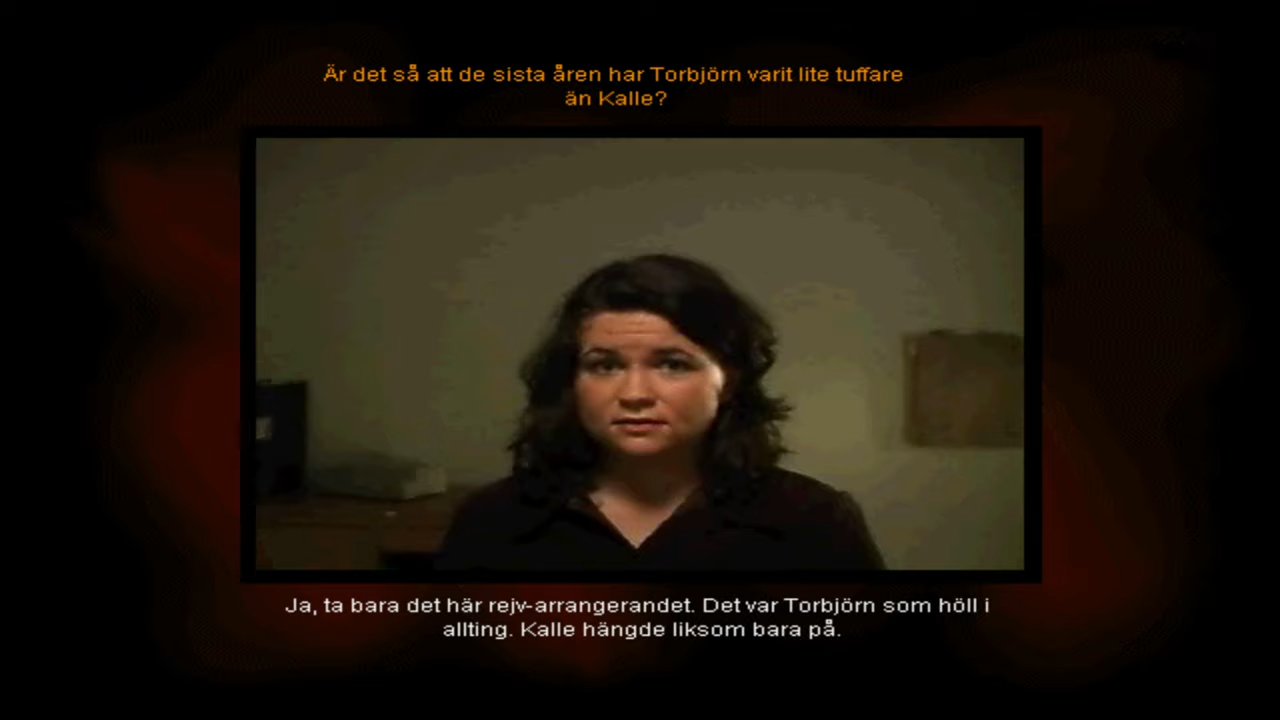 Är det så att de sista åren har Torbjörn varit lite tuffare
än Kalle?
Ja, ta bara det här rejv-arrangerandet. Det var Torbjörn som höll i
allting. Kalle hängde liksom bara på.